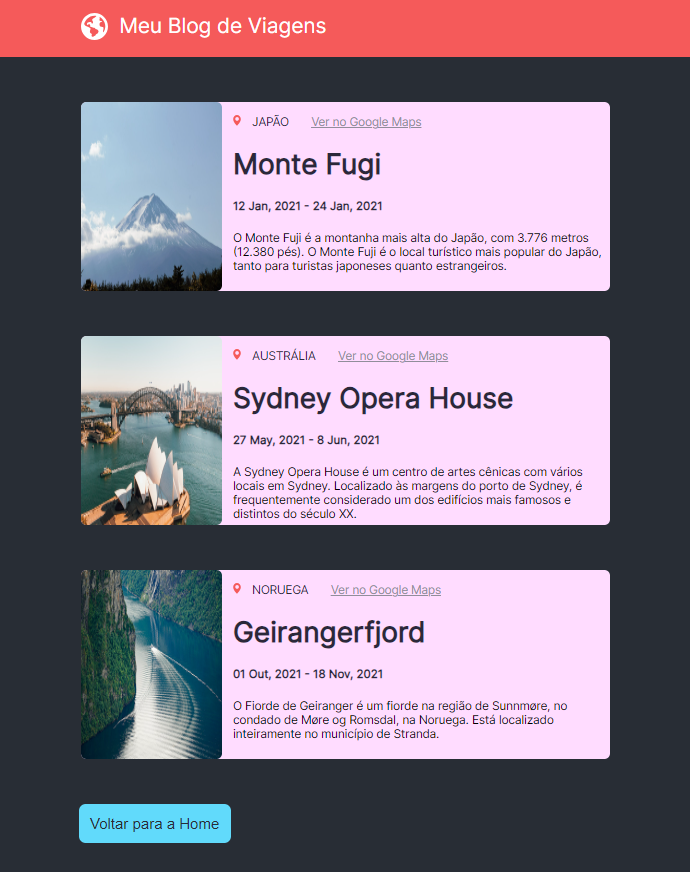 Meu Blog de Viagens
JAPÃO Ver no Google Maps
Monte Fugi
12 Jan, 2021 - 24 Jan, 2021
O Monte Fuji é a montanha mais alta do Japão, com 3.776 metros
(12.380 pés). O Monte Fuji é o local turístico mais popular do Japão,
tanto para turistas japoneses quanto estrangeiros.
AUSTRÁLIA Ver no Google Maps
Sydney Opera House
27 May, 2021 - 8 Jun, 2021
A Sydney Opera House é um centro de artes cênicas com vários
locais em Sydney. Localizado às margens do porto de Sydney, é
frequentemente considerado um dos edifícios mais famosos e
distintos do século XX.
NORUEGA Ver no Google Maps
Geirangerfjord
01 Out, 2021 - 18 Nov, 2021
O Fiorde de Geiranger é um fiorde na região de Sunnmøre, no
condado de Møre og Romsdal, na Noruega. Está localizado
inteiramente no município de Stranda.
Voltar para a Home